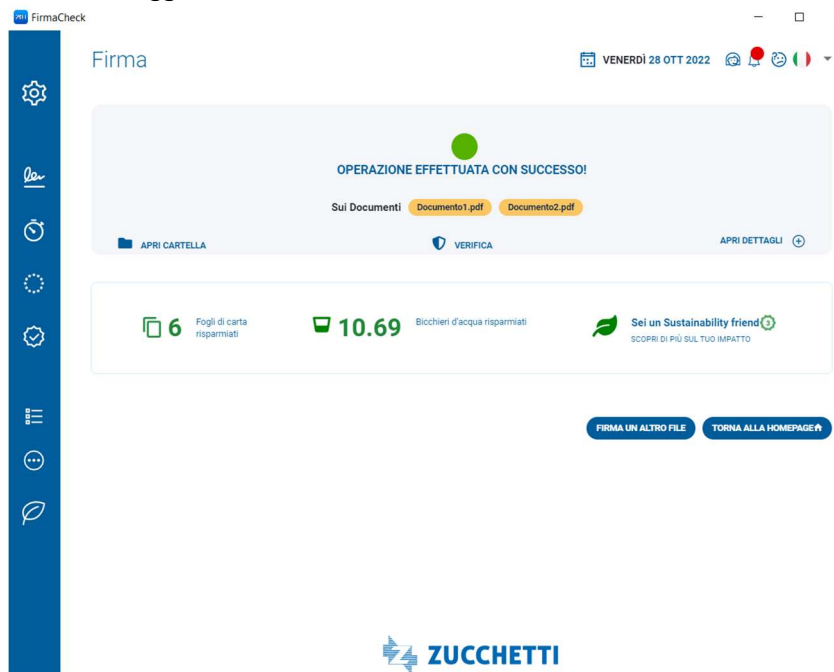 FirmaCheck
Firma
VENERDÌ 28 OTT 2022
OPERAZIONE EFFETTUATA CON SUCCESSO!
Sui Documenti Documento1.pdf Documento2.pdf
APRI CARTELLA
VERIFICA
APRI DETTAGLI
6 Fogli di carta
risparmiati
10.69 Bicchieri d'acqua risparmiati
Sei un Sustainability friend 3
SCOPRI DI PIÙ SUL TUO IMPATTO
FIRMA UN ALTRO FILE
TORNA ALLA HOMEPAGE
ZUCCHETTI